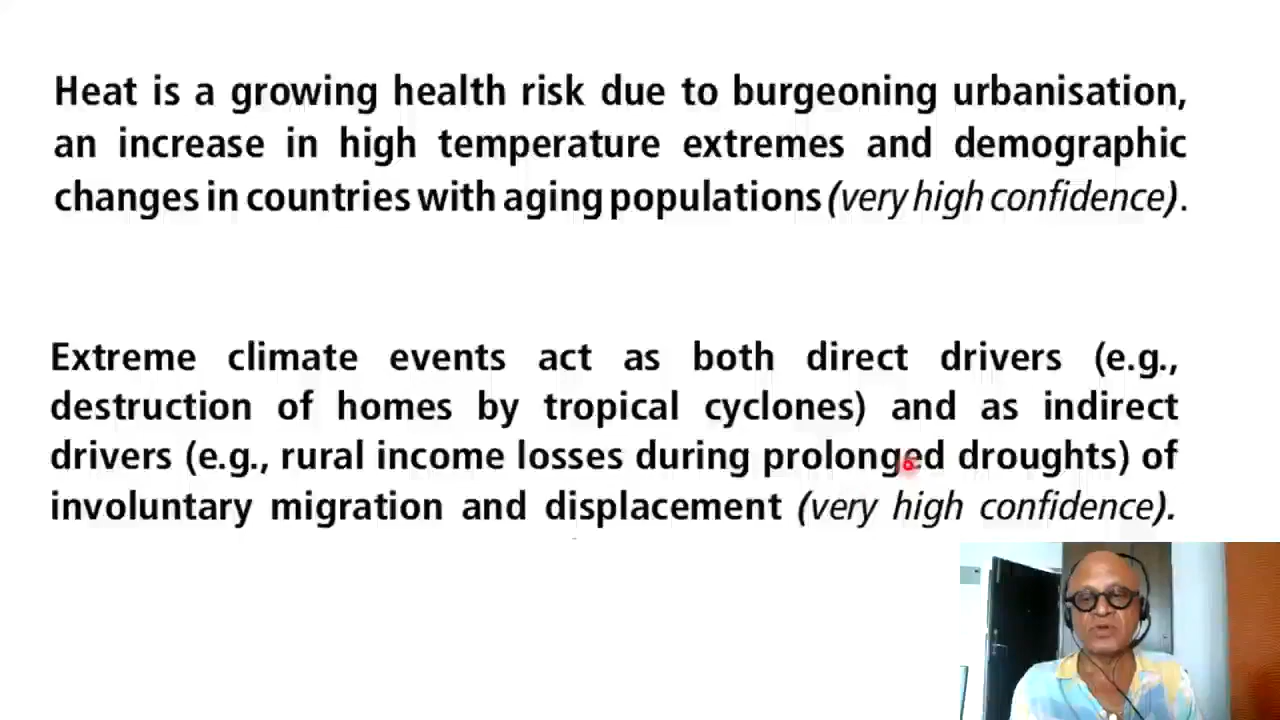 Heat is a growing health risk due to burgeoning urbanisation,
an increase in high temperature extremes and demographic
changes in countries with aging populations (very high confidence).
Extreme climate events act as both direct drivers (e.g.,
destruction of homes by tropical cyclones) and as indirect
drivers (e.g., rural income losses during prolonged droughts) of
involuntary migration and displacement (very high confidence).